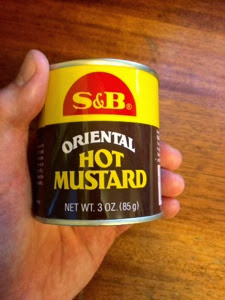 S&B®
ORIENTAL
HOT
MUSTARD
NET WT. 3 OZ. (85g)